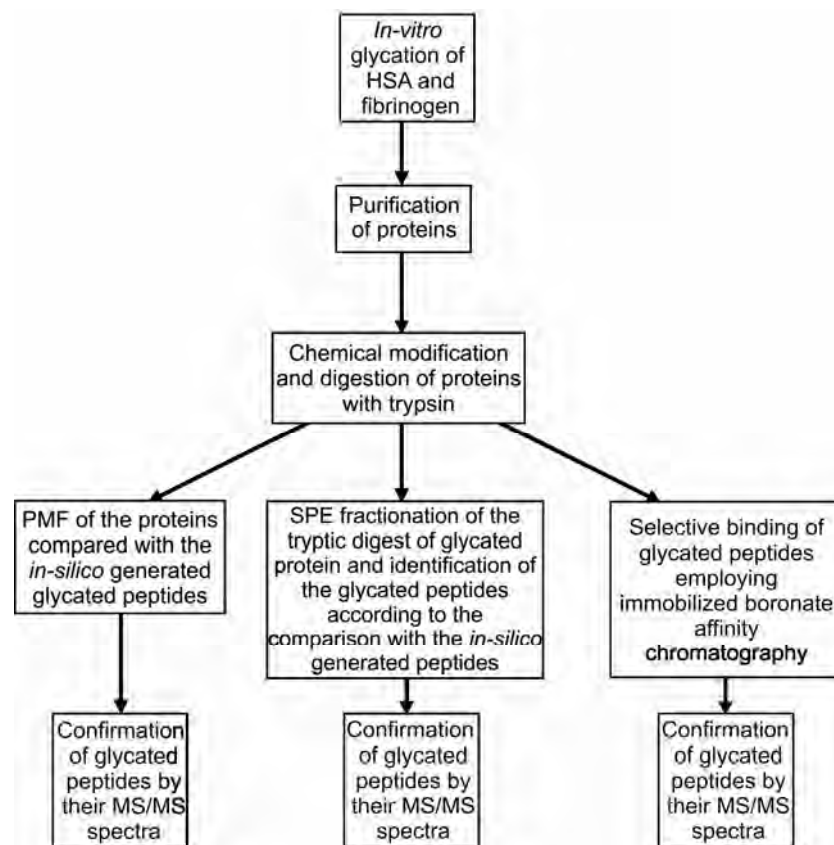 In-vitro
glycation of
HSA and
fibrinogen
Purification
of proteins
Chemical modification
and digestion of proteins
with trypsin
PMF of the proteins
compared with the
in-silico generated
glycated peptides
SPE fractionation of the
tryptic digest of glycated
protein and identification of
the glycated peptides
according to the
comparison with the in-silico
generated peptides
Selective binding of
glycated peptides
employing
immobilized boronate
affinity
chromatography
Confirmation
of glycated
peptides by
their MS/MS
spectra
Confirmation
of glycated
peptides by
their MS/MS
spectra
Confirmation
of glycated
peptides by
their MS/MS
spectra